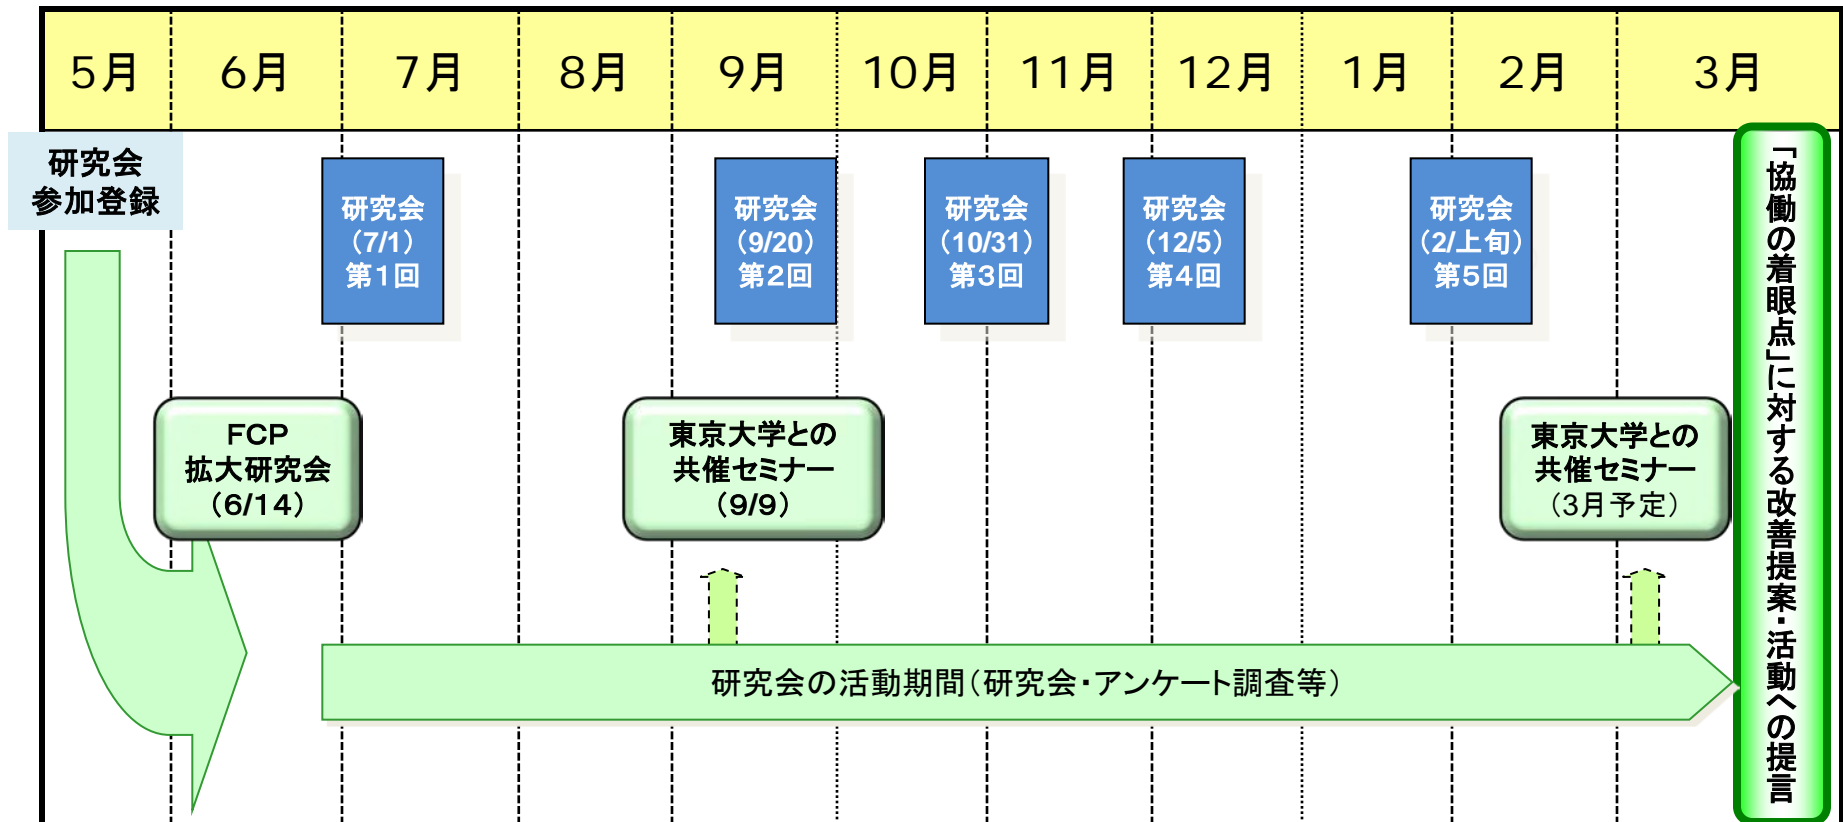 5月 6月 7月 8月 9月 10月 11月 12月 1月 2月 3月
研究会
参加登録
研究会
（7/1）
第1回
研究会
（9/20）
第2回
研究会
（10/31）
第3回
研究会
（12/5）
第4回
研究会
（2/上旬）
第5回
FCP
拡大研究会
（6/14）
東京大学との
共催セミナー
（9/9）
東京大学との
共催セミナー
（3月予定）
研究会の活動期間（研究会・アンケート調査等）
「協働の着眼点」に対する改善提案・活動への提言